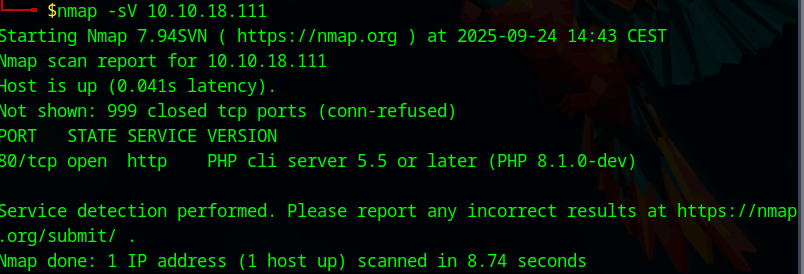 $nmap -sV 10.10.18.111
Starting Nmap 7.94SVN ( https://nmap.org ) at 2025-09-24 14:43 CEST
Nmap scan report for 10.10.18.111
Host is up (0.041s latency).
Not shown: 999 closed tcp ports (conn-refused)
PORT   STATE SERVICE VERSION
80/tcp open  http    PHP cli server 5.5 or later (PHP 8.1.0-dev)

Service detection performed. Please report any incorrect results at https://nmap
.org/submit/ .
Nmap done: 1 IP address (1 host up) scanned in 8.74 seconds